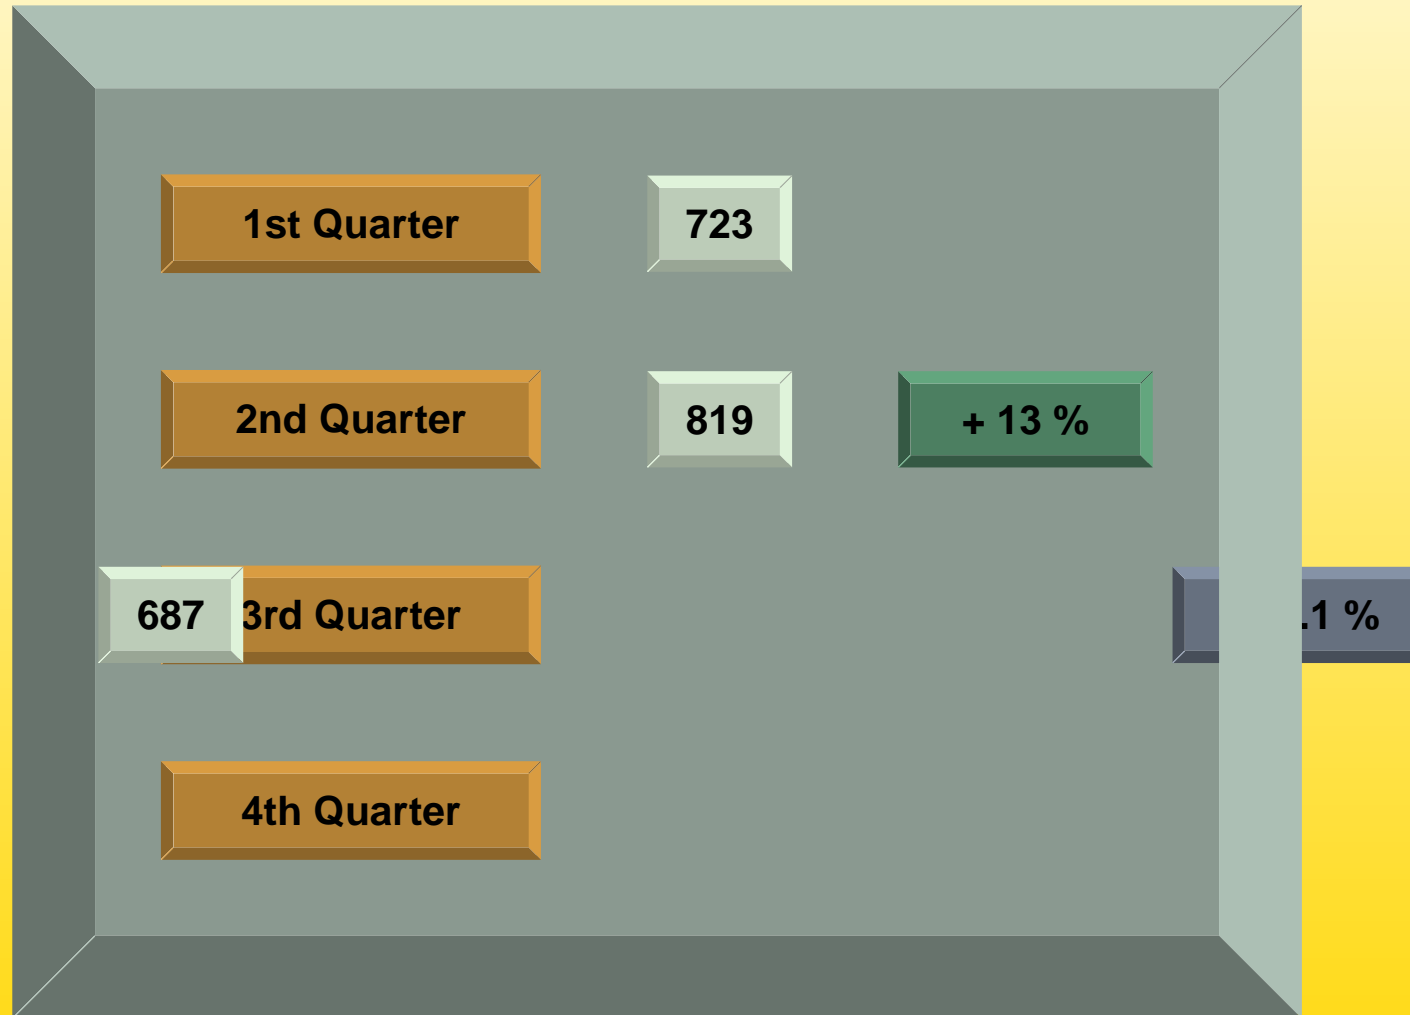 1st Quarter
723
2nd Quarter
819
+ 13 %
687
3rd Quarter
.1 %
4th Quarter